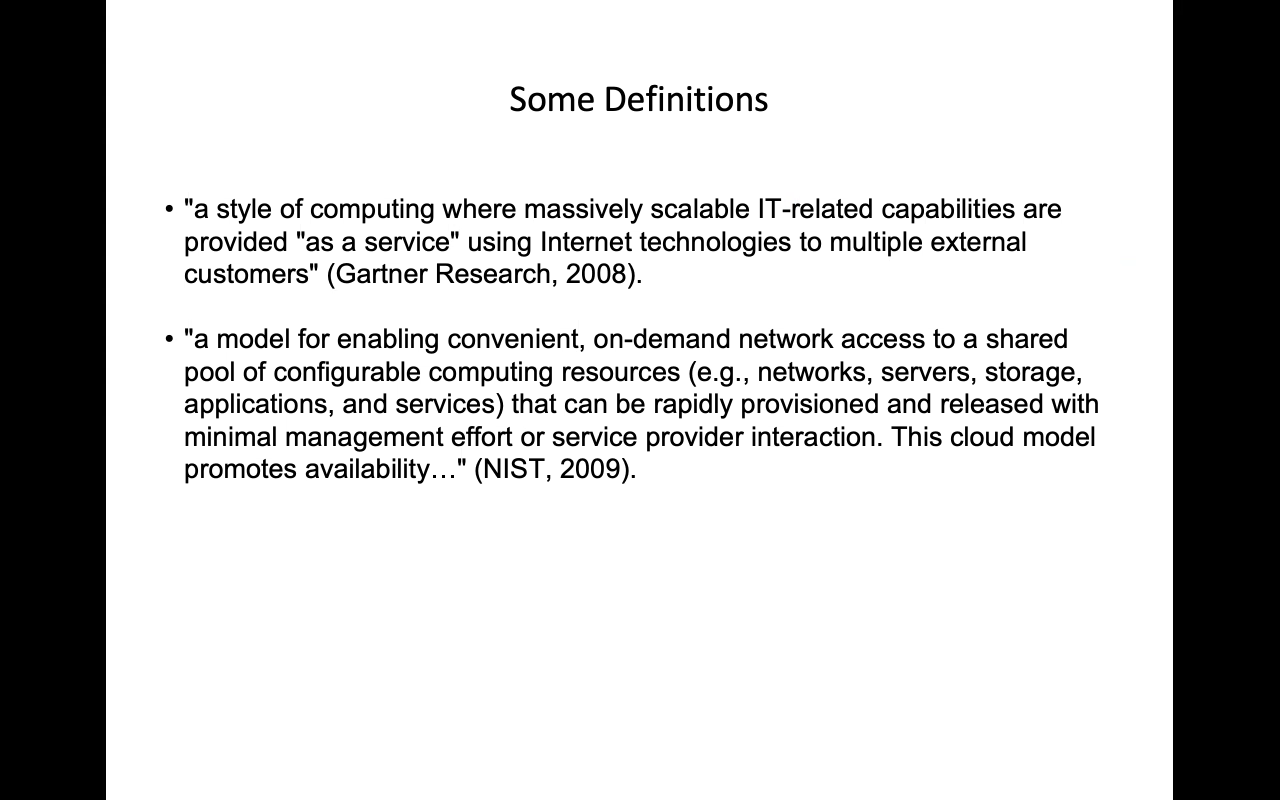 Some Definitions
• "a style of computing where massively scalable IT-related capabilities are
provided "as a service" using Internet technologies to multiple external
customers" (Gartner Research, 2008).
• "a model for enabling convenient, on-demand network access to a shared
pool of configurable computing resources (e.g., networks, servers, storage,
applications, and services) that can be rapidly provisioned and released with
minimal management effort or service provider interaction. This cloud model
promotes availability…" (NIST, 2009).